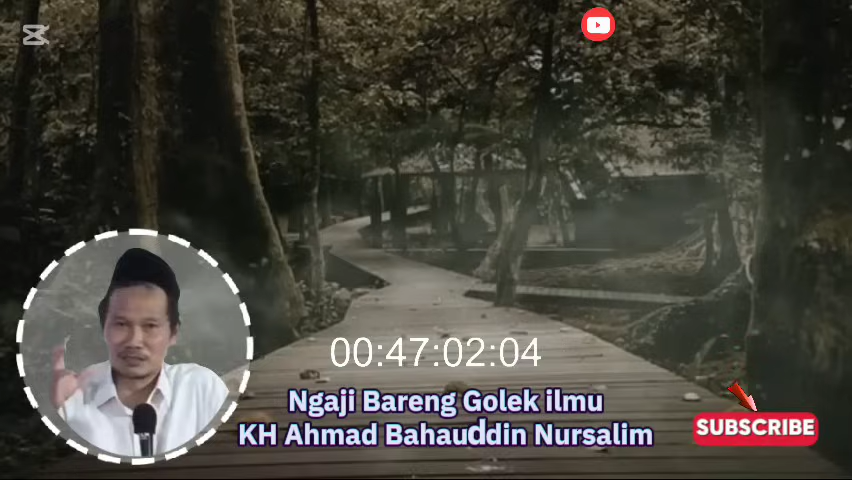 00:47:02:04
Ngaji Bareng Golek ilmu
KH Ahmad Bahauddin Nursalim
SUBSCRIBE